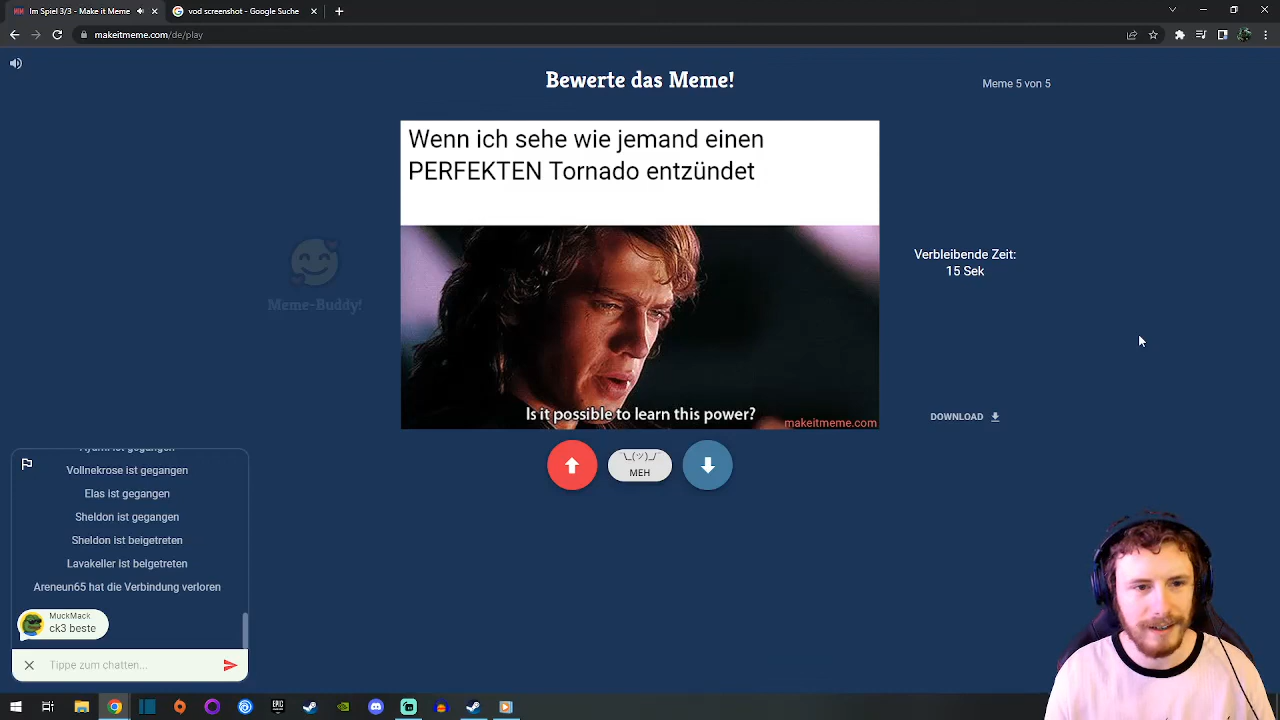 Im Spiel 3/3 - Make it Meme
vod screenshot - Google Suche
makeitmeme.com/de/play
Bewerte das Meme!
Meme 5 von 5
Wenn ich sehe wie jemand einen
PERFEKTEN Tornado entzündet
Meme-Buddy!
Verbleibende Zeit:
15 Sek
Is it possible to learn this power?
makeitmeme.com
DOWNLOAD
¯\_(ツ)_/¯
MEH
Vollnekrose ist gegangen
Elas ist gegangen
Sheldon ist gegangen
Sheldon ist beigetreten
Lavakeller ist beigetreten
Areneun65 hat die Verbindung verloren
MuckMack
ck3 beste
Tippe zum chatten...
EPIC